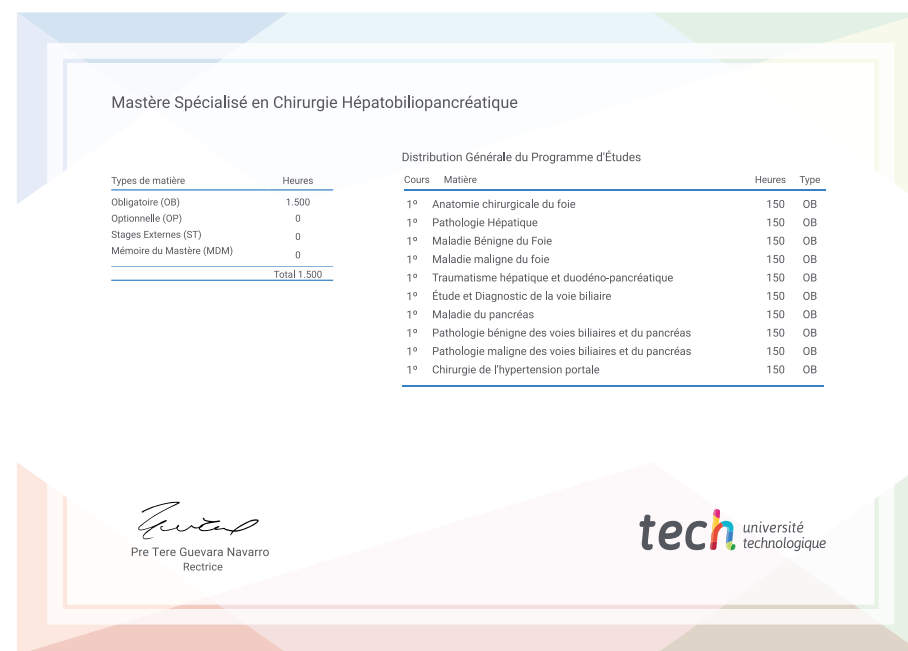 Mastère Spécialisé en Chirurgie Hépatobiliopancréatique
Types de matière Heures
Obligatoire (OB) 1.500
Optionnelle (OP) 0
Stages Externes (ST) 0
Mémoire du Mastère (MDM) 0
Total 1.500
Distribution Générale du Programme d'Études
Cours Matière Heures Type
1º Anatomie chirurgicale du foie 150 OB
1º Pathologie Hépatique 150 OB
1º Maladie Bénigne du Foie 150 OB
1º Maladie maligne du foie 150 OB
1º Traumatisme hépatique et duodéno-pancréatique 150 OB
1º Étude et Diagnostic de la voie biliaire 150 OB
1º Maladie du pancréas 150 OB
1º Pathologie bénigne des voies biliaires et du pancréas 150 OB
1º Pathologie maligne des voies biliaires et du pancréas 150 OB
1º Chirurgie de l'hypertension portale 150 OB
Pre Tere Guevara Navarro
Rectrice
tech université
technologique